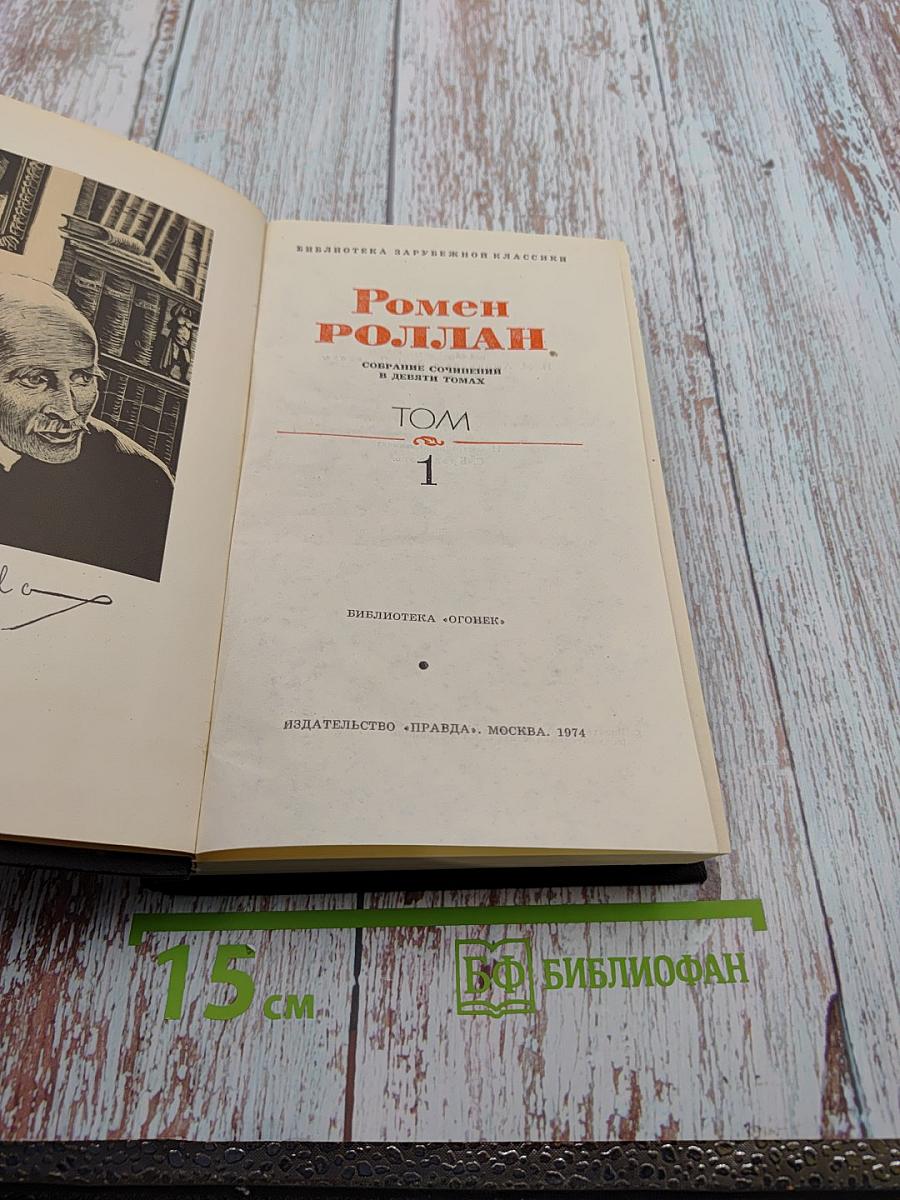 БИБЛИОТЕКА ЗАРУБЕЖНОЙ КЛАССИКИ
Ромен
РОЛЛАН
СОБРАНИЕ СОЧИНЕНИЙ
В ДЕВЯТИ ТОМАХ
ТОМ
1
БИБЛИОТЕКА «ОГОНЕК»
ИЗДАТЕЛЬСТВО «ПРАВДА». МОСКВА. 1974
15 см
БФ БИБЛИОФАН